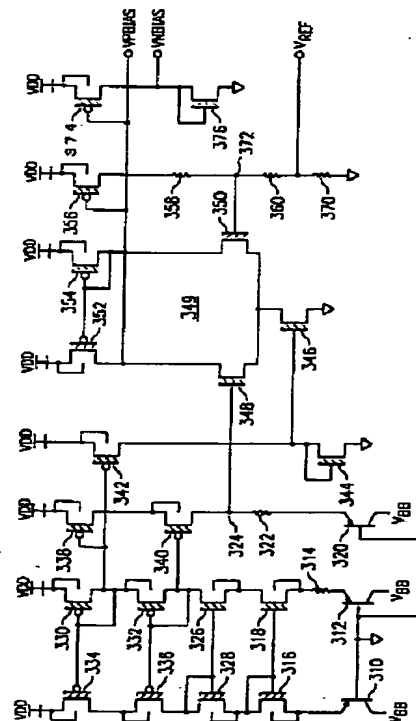 VDD VDD VDD VDD VDD VDD VDD VDD
334 330 338 342 352 354 356 374
VPBIAS
VNBIAS
336 332 340
328 326 324 348 349 350 358 372 376
316 318 322 346 360
VREF
314 344 370
310 312 320
VBB VBB VBB